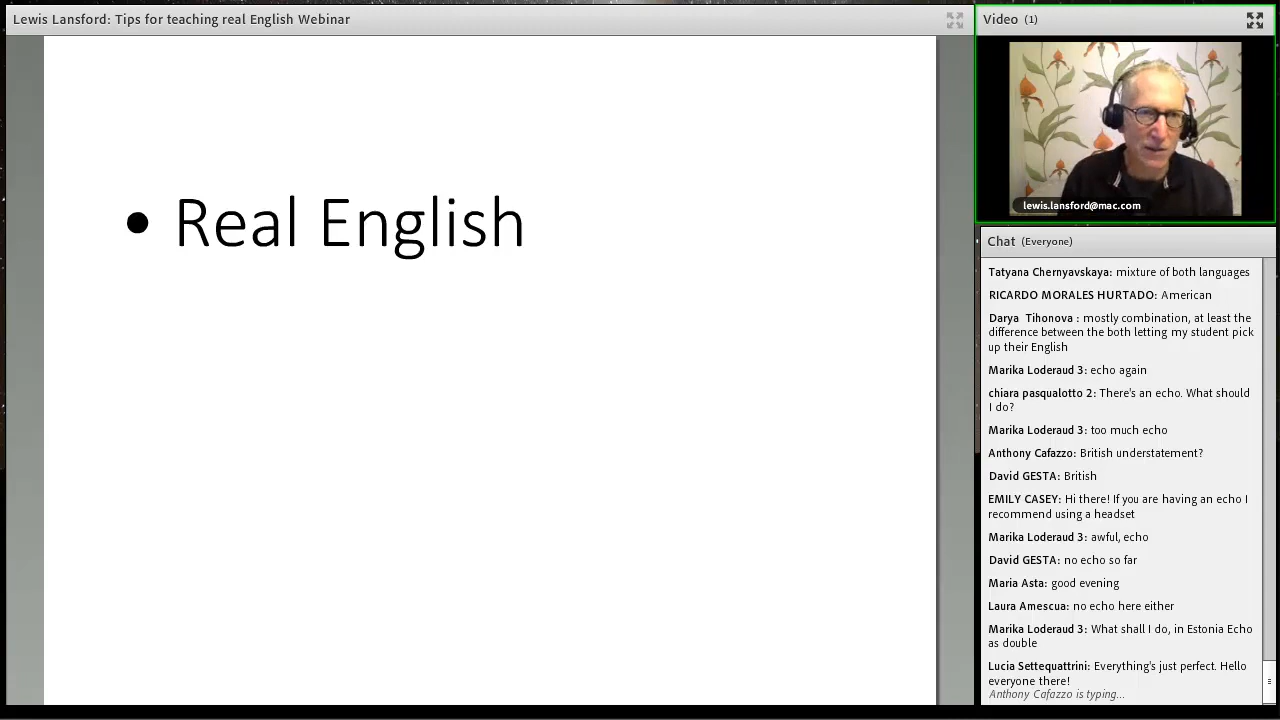 Lewis Lansford: Tips for teaching real English Webinar
• Real English
Video (1)
lewis.lansford@mac.com
Chat (Everyone)
Tatyana Chernyavskaya: mixture of both languages
RICARDO MORALES HURTADO: American
Darya Tihonova : mostly combination, at least the
difference between the both letting my student pick
up their English
Marika Loderaud 3: echo again
chiara pasqualotto 2: There's an echo. What should
I do?
Marika Loderaud 3: too much echo
Anthony Cafazzo: British understatement?
David GESTA: British
EMILY CASEY: Hi there! If you are having an echo I
recommend using a headset
Marika Loderaud 3: awful, echo
David GESTA: no echo so far
Maria Asta: good evening
Laura Amescua: no echo here either
Marika Loderaud 3: What shall I do, in Estonia Echo
as double
Lucia Settequattrini: Everything's just perfect. Hello
everyone there!
Anthony Cafazzo is typing...